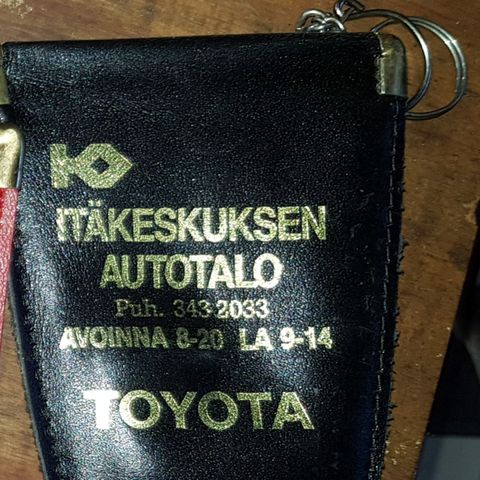 ITÄKESKUKSEN
AUTOTALO
Puh. 343-2033
AVOINNA 8-20 LA 9-14
TOYOTA